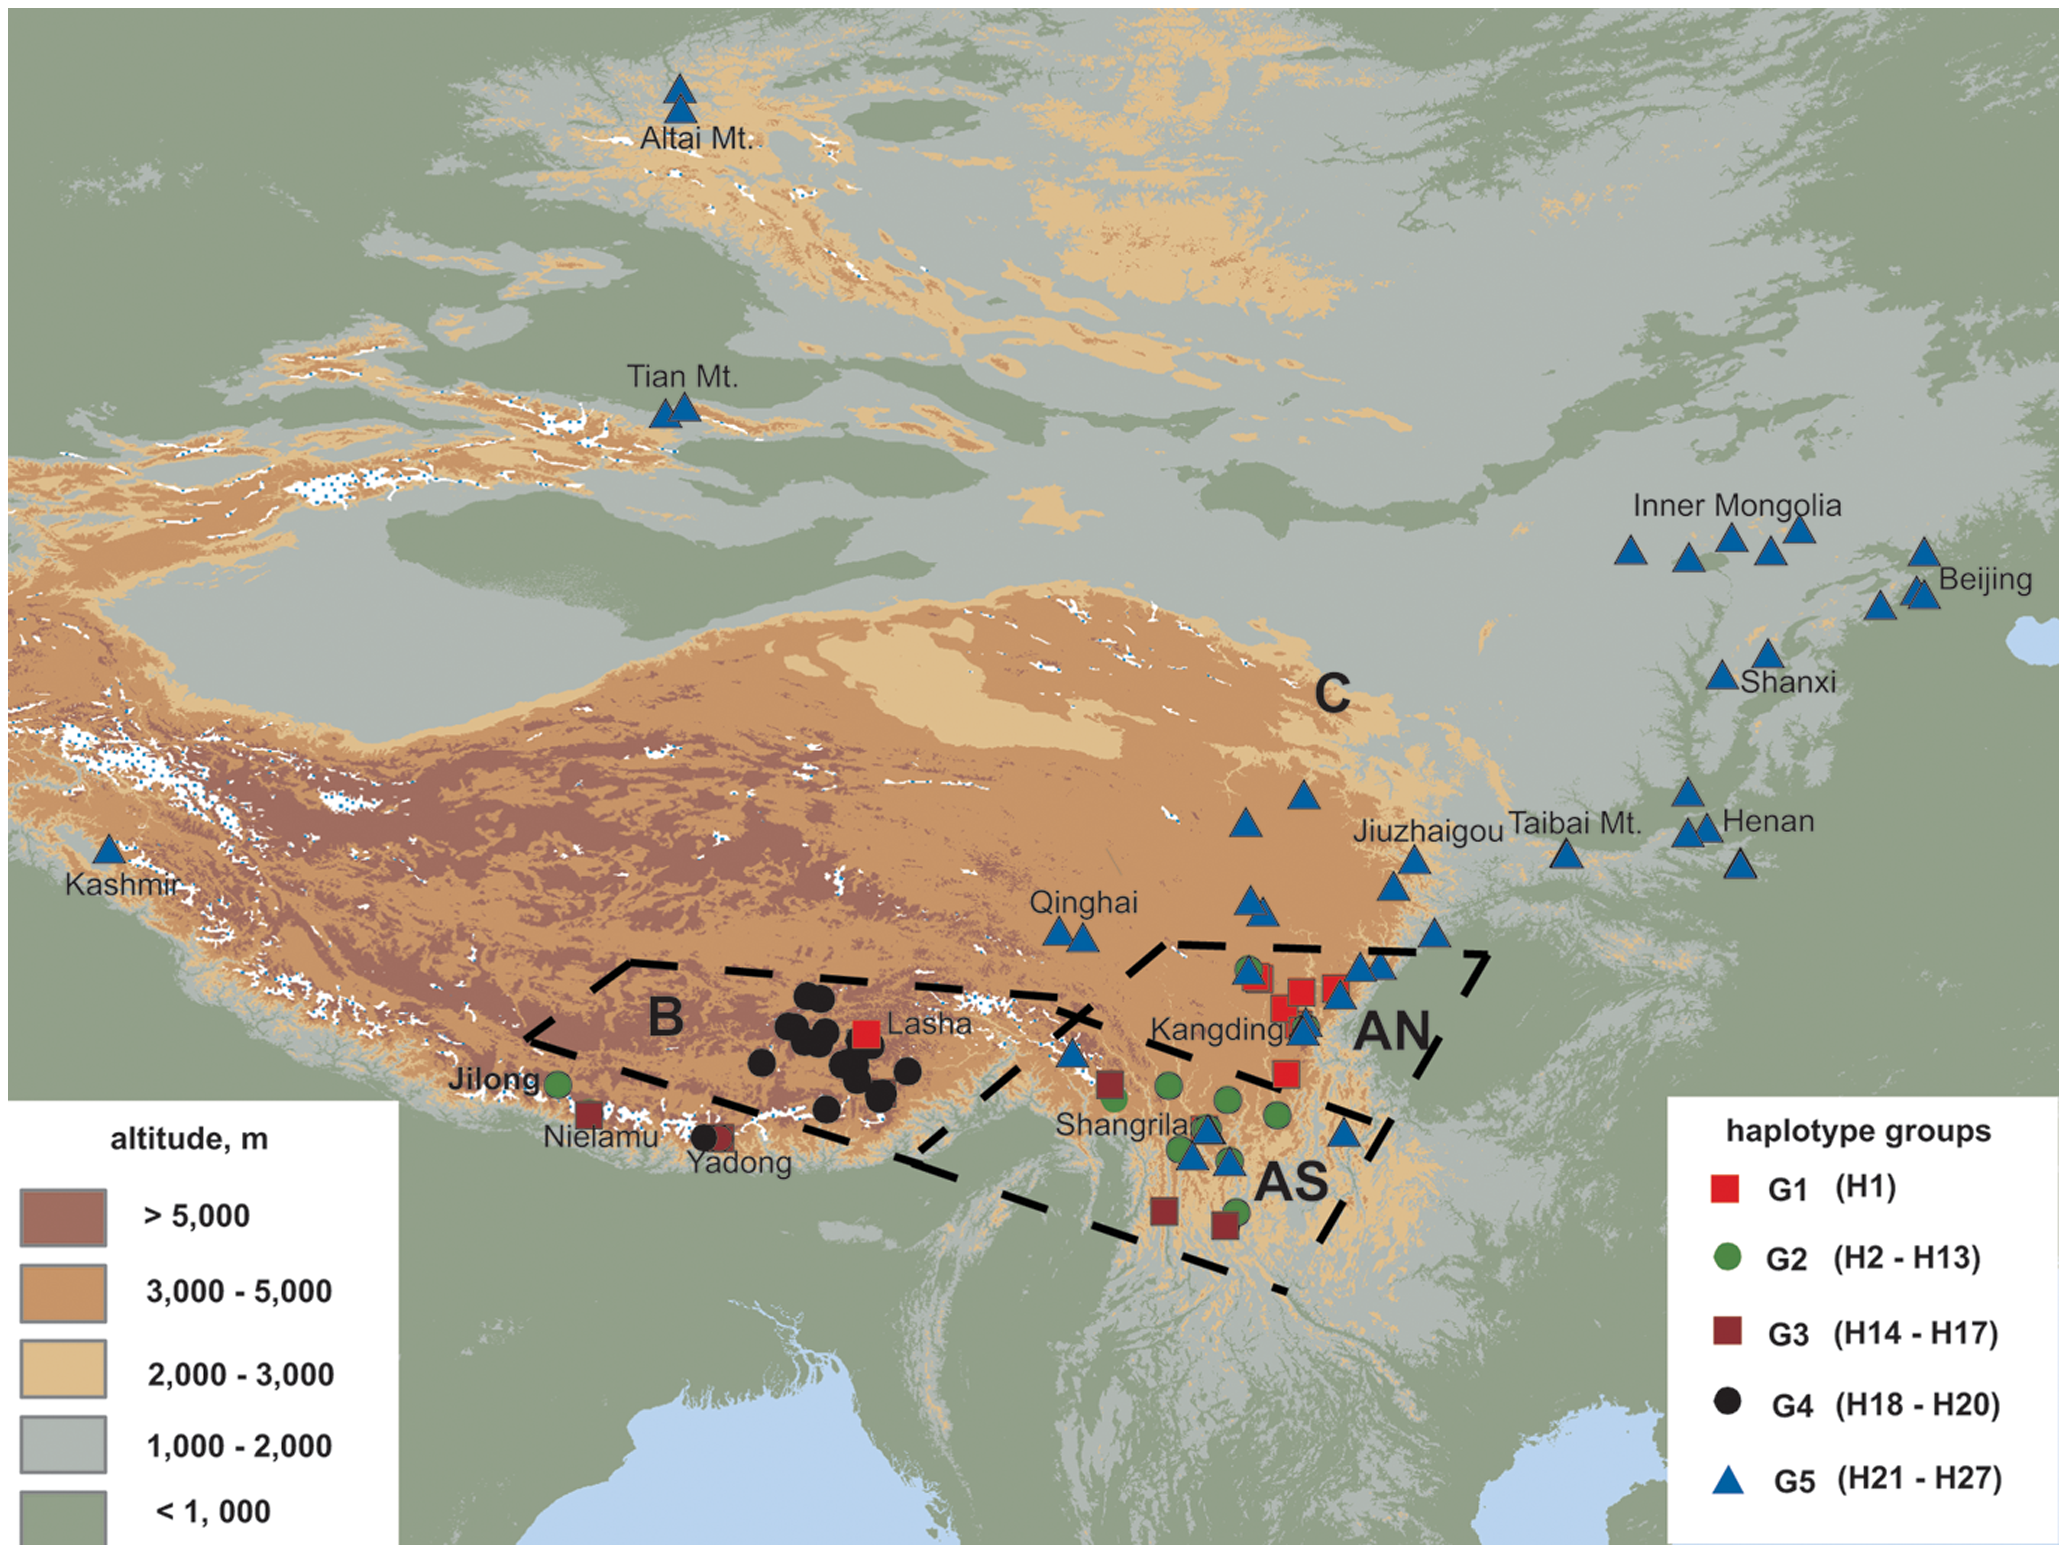 Altai Mt.
Tian Mt.
Inner Mongolia
Beijing
C
Shanxi
Jiuzhaigou
Taibai Mt.
Henan
Kashmir
Qinghai
B
Lasha
Kangding
AN
Jilong
Nielamu
Yadong
Shangrila
AS
altitude, m
> 5,000
3,000 - 5,000
2,000 - 3,000
1,000 - 2,000
< 1, 000
haplotype groups
G1 (H1)
G2 (H2 - H13)
G3 (H14 - H17)
G4 (H18 - H20)
G5 (H21 - H27)